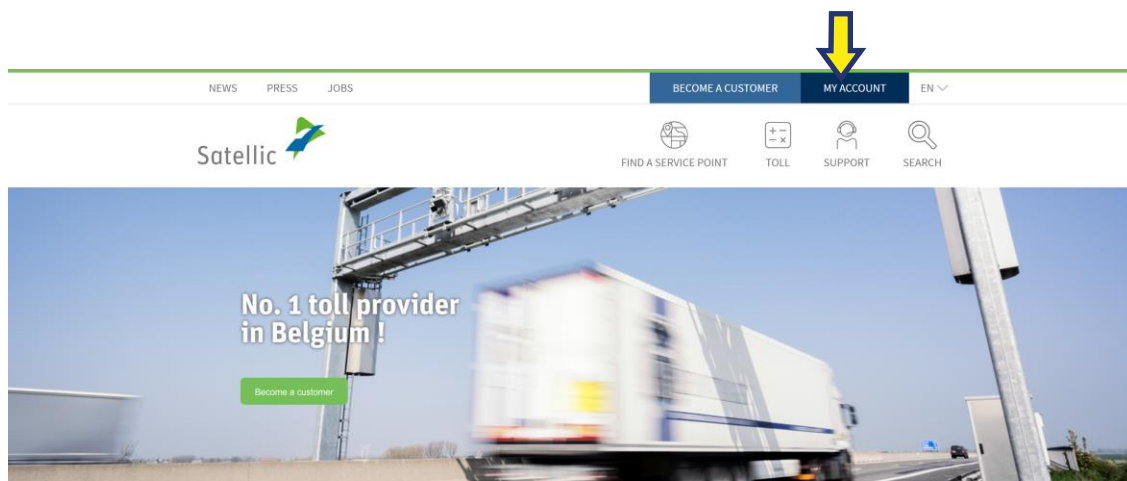 NEWS PRESS JOBS BECOME A CUSTOMER MY ACCOUNT EN
Satellic
FIND A SERVICE POINT TOLL SUPPORT SEARCH
No. 1 toll provider
in Belgium !
Become a customer